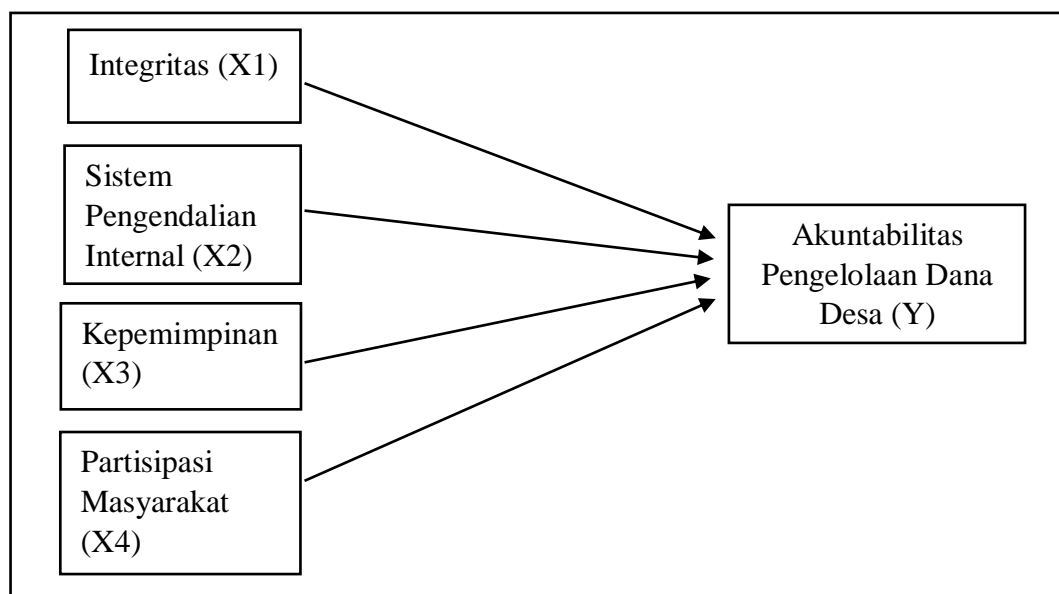 Integritas (X1)
Sistem
Pengendalian
Internal (X2)
Kepemimpinan
(X3)
Partisipasi
Masyarakat
(X4)
Akuntabilitas
Pengelolaan Dana
Desa (Y)